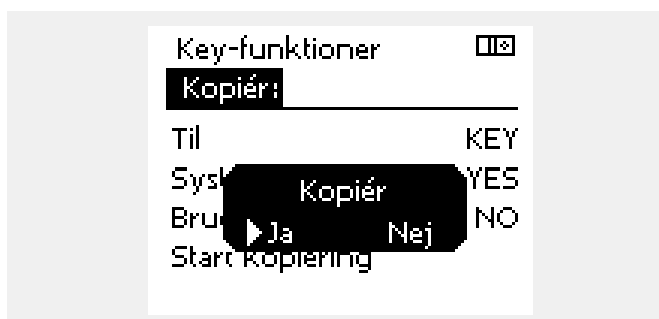 Key-funktioner
Kopiér:
Til KEY
YES
Kopiér
NO
Ja Nej
Start Kopiering